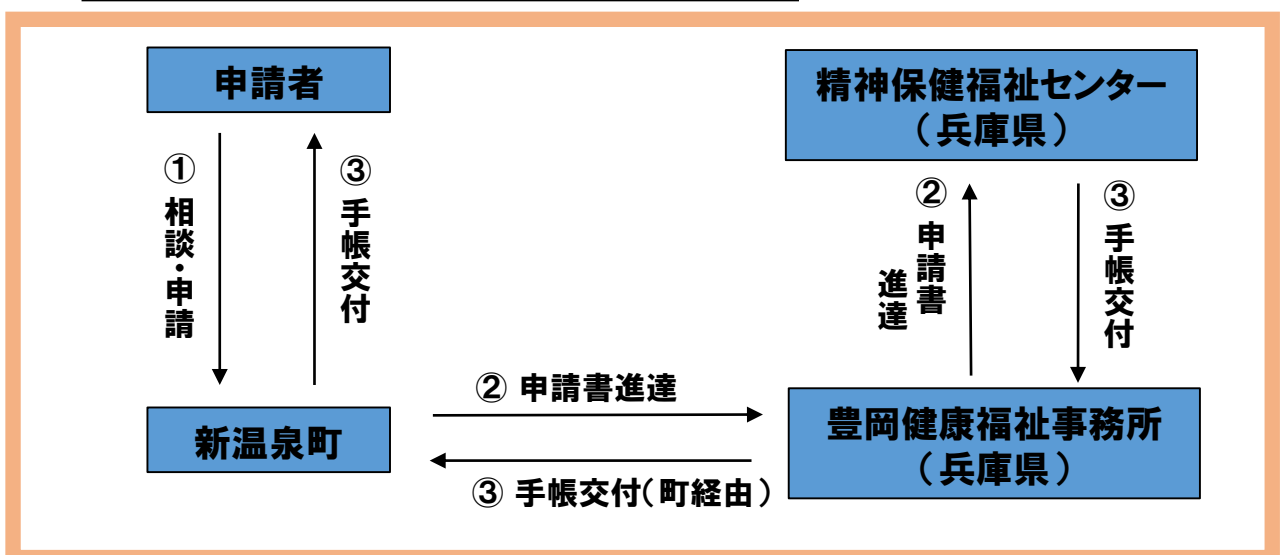 申請者
精神保健福祉センター
（兵庫県）
①
相談・申請
③
手帳交付
②
申請書
進達
③
手帳交付
② 申請書進達
新温泉町
豊岡健康福祉事務所
（兵庫県）
③ 手帳交付（町経由）